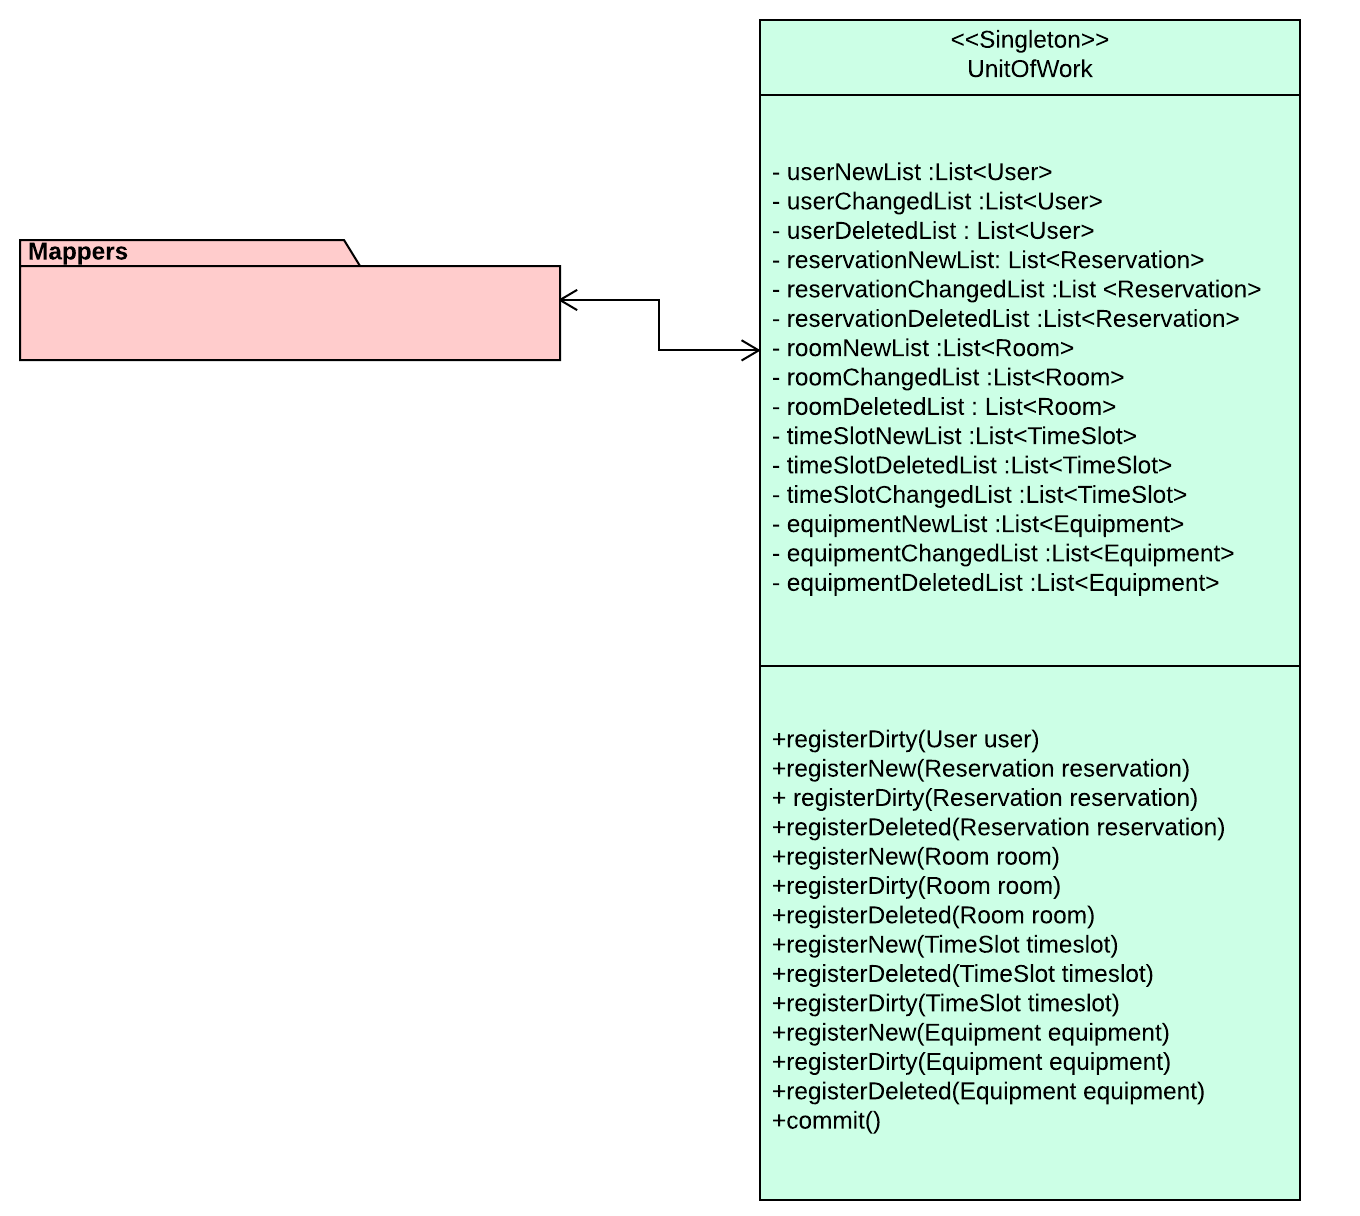 <<Singleton>>
UnitOfWork
Mappers
- userNewList :List<User>
- userChangedList :List<User>
- userDeletedList : List<User>
- reservationNewList: List<Reservation>
- reservationChangedList :List <Reservation>
- reservationDeletedList :List<Reservation>
- roomNewList :List<Room>
- roomChangedList :List<Room>
- roomDeletedList : List<Room>
- timeSlotNewList :List<TimeSlot>
- timeSlotDeletedList :List<TimeSlot>
- timeSlotChangedList :List<TimeSlot>
- equipmentNewList :List<Equipment>
- equipmentChangedList :List<Equipment>
- equipmentDeletedList :List<Equipment>
+registerDirty(User user)
+registerNew(Reservation reservation)
+ registerDirty(Reservation reservation)
+registerDeleted(Reservation reservation)
+registerNew(Room room)
+registerDirty(Room room)
+registerDeleted(Room room)
+registerNew(TimeSlot timeslot)
+registerDeleted(TimeSlot timeslot)
+registerDirty(TimeSlot timeslot)
+registerNew(Equipment equipment)
+registerDirty(Equipment equipment)
+registerDeleted(Equipment equipment)
+commit()